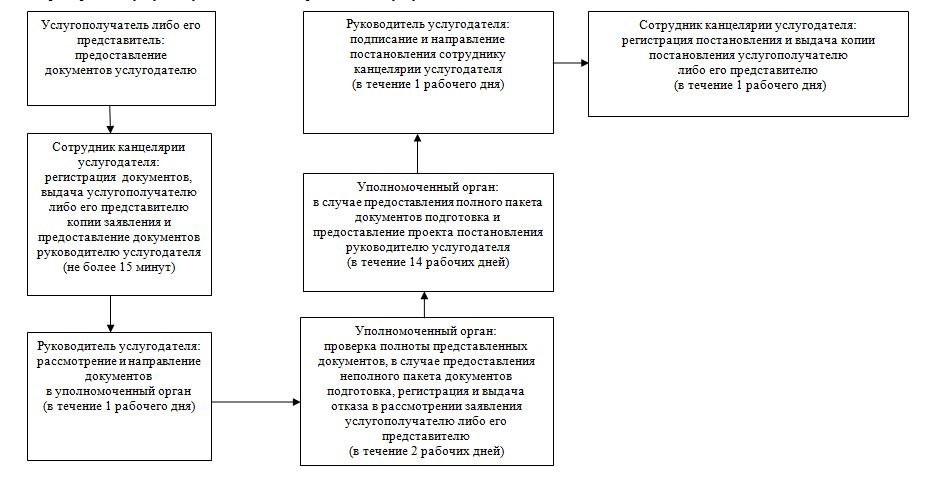 Услугополучатель либо его
представитель:
предоставление
документов услугодателю
Сотрудник канцелярии
услугодателя:
регистрация документов,
выдача услугополучателю
либо его представителю
копии заявления и
предоставление документов
руководителю услугодателя
(не более 15 минут)
Руководитель услугодателя:
рассмотрение и направление
документов
в уполномоченный орган
(в течение 1 рабочего дня)
Уполномоченный орган:
проверка полноты представленных
документов, в случае предоставления
неполного пакета документов
подготовка, регистрация и выдача
отказа в рассмотрении заявления
услугополучателю либо его
представителю
(в течение 2 рабочих дней)
Уполномоченный орган:
в случае предоставления полного пакета
документов подготовка и
предоставление проекта постановления
руководителю услугодателя
(в течение 14 рабочих дней)
Руководитель услугодателя:
подписание и направление
постановления сотруднику
канцелярии услугодателя
(в течение 1 рабочего дня)
Сотрудник канцелярии услугодателя:
регистрация постановления и выдача копии
постановления услугополучателю
либо его представителю
(в течение 1 рабочего дня)